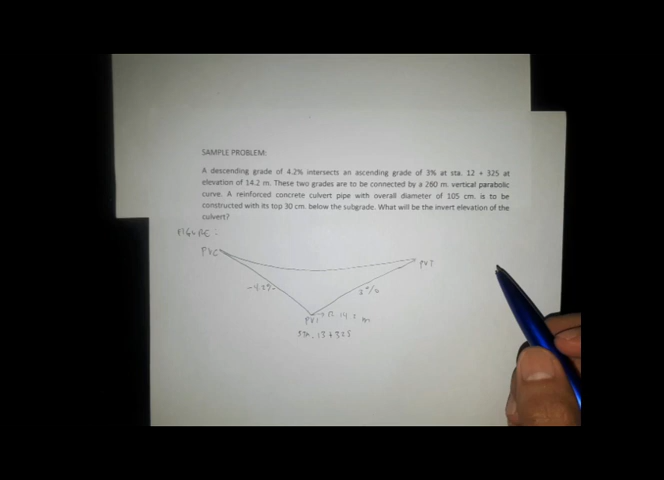 SAMPLE PROBLEM:
A descending grade of 4.2% intersects an ascending grade of 3% at sta. 12 + 325 at
elevation of 14.2 m. These two grades are to be connected by a 260 m. vertical parabolic
curve. A reinforced concrete culvert pipe with overall diameter of 105 cm. is to be
constructed with its top 30 cm. below the subgrade. What will be the invert elevation of the
culvert?
FIGURE :
PVC
PVT
-4.2%
3%
PVI
14.2 m
STA. 12 + 325